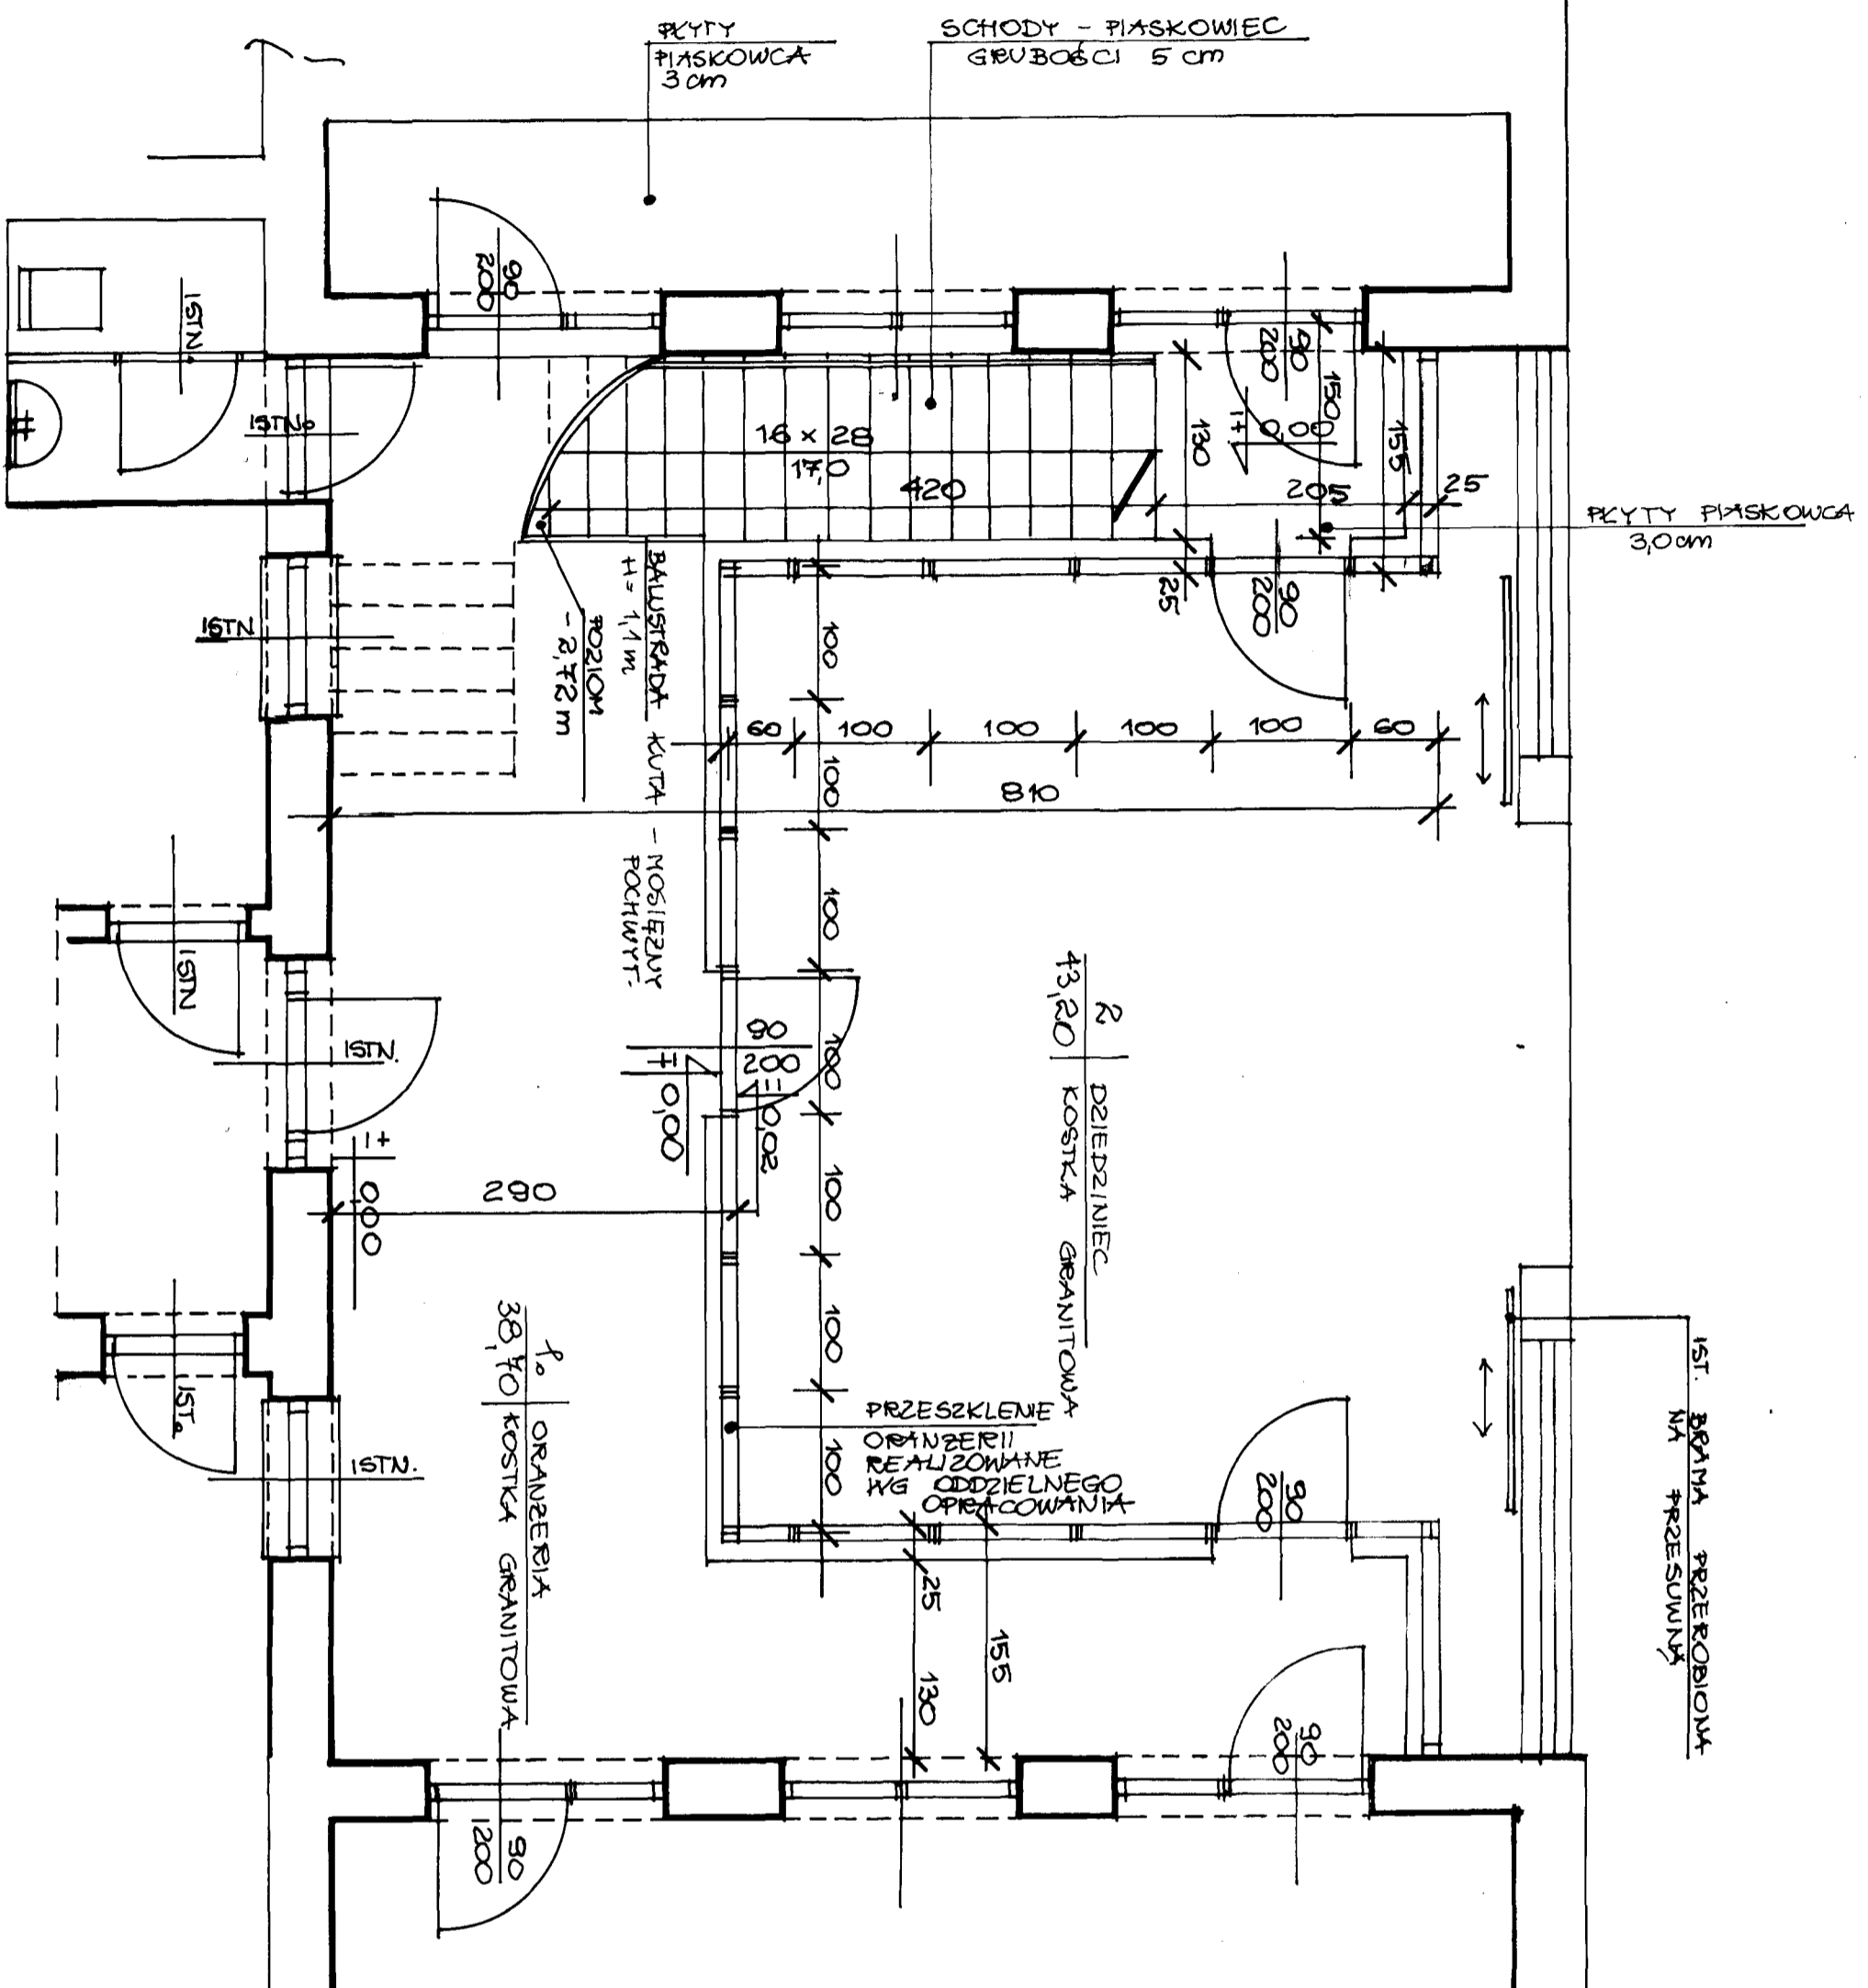 PŁYTY
PIASKOWCA
3 cm
SCHODY - PIASKOWIEC
GRUBOŚCI 5 cm
90
200
ISTN.
ISTN.
16 x 28
17,0
420
130
90
200
150
± 0,00
155
205
25
PŁYTY PIASKOWCA
3,0 cm
25
90
200
ISTN
BALUSTRADA KUTA - MOSIĘŻNY
H= 1,1 m POCHWYT.
POZIOM
- 2,72 m
100
100
100
100
100
100
100
60
100
100
100
100
60
810
ISTN
ISTN.
± 0,00
280
90
200
± 0,00
= 0,02
2 DZIEDZINIEC
43,20 KOSTKA GRANITOWA
1. ORANŻERIA
38,70 KOSTKA GRANITOWA
IST.
ISTN.
PRZESZKLENIE
ORANŻERII
REALIZOWANE
WG ODDZIELNEGO
OPRACOWANIA
25
130
155
90
200
90
200
90
200
IST. BRAMA PRZEROBIONA
NA PRZESUWNĄ